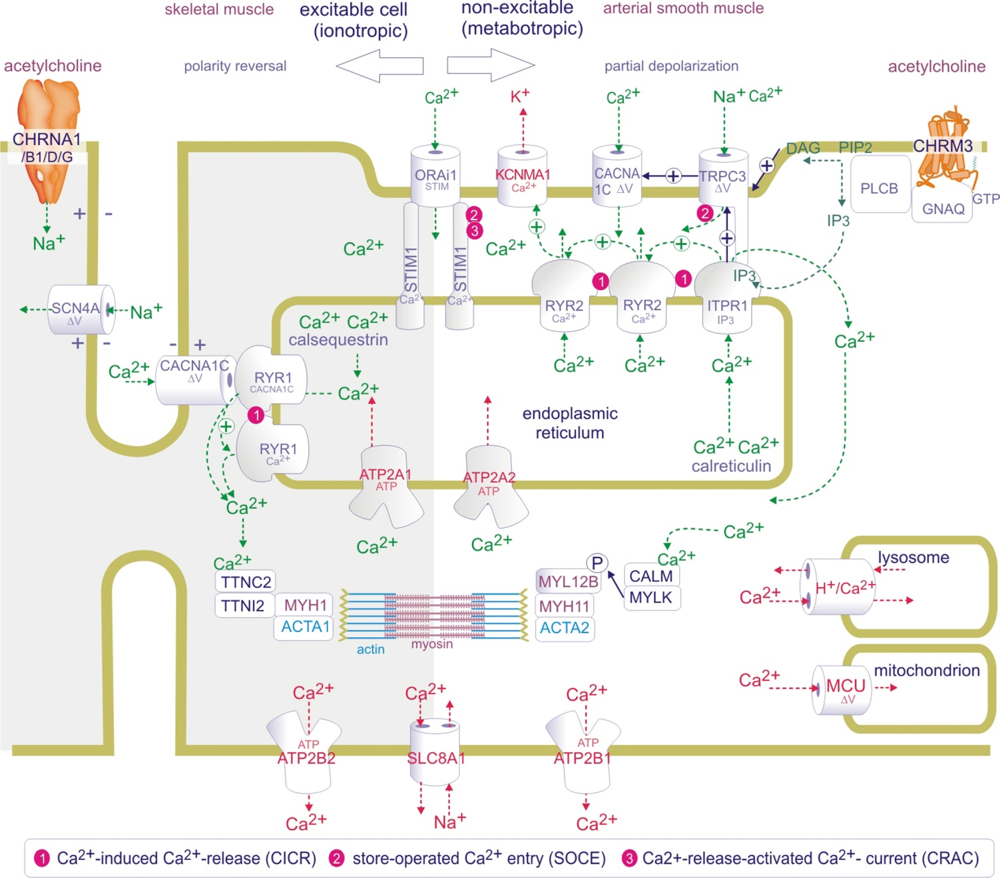 skeletal muscle
excitable cell
(ionotropic)
non-excitable
(metabotropic)
arterial smooth muscle
acetylcholine
polarity reversal
partial depolarization
acetylcholine
Ca2+
K+
Ca2+
Na+ Ca2+
CHRNA1
/B1/D/G
DAG
PIP2
CHRM3
ORAi1
STIM
KCNMA1
Ca2+
CACNA
1C ΔV
+
TRPC3
ΔV
+
PLCB
GNAQ
GTP
+ -
Na+
2
3
2
IP3
Ca2+
STIM1
STIM1
Ca2+
+
+
+
+
1
1
IP3
SCN4A
ΔV
Na+
Ca2+
Ca2+
RYR2
Ca2+
RYR2
Ca2+
ITPR1
IP3
+ -
- +
Ca2+ Ca2+
calsequestrin
Ca2+
Ca2+
CACNA1C
ΔV
RYR1
CACNA1C
Ca2+
Ca2+
Ca2+
Ca2+
1
+
endoplasmic
reticulum
RYR1
Ca2+
Ca2+ Ca2+
calreticulin
ATP2A1
ATP
ATP2A2
ATP
Ca2+
Ca2+
Ca2+
Ca2+
Ca2+
TTNC2
TTNI2
MYH1
ACTA1
actin
myosin
P
MYL12B
MYH11
ACTA2
Ca2+
CALM
MYLK
lysosome
H+/Ca2+
Ca2+
mitochondrion
Ca2+
MCU
ΔV
Ca2+
Ca2+
Ca2+
ATP
ATP2B2
SLC8A1
ATP
ATP2B1
Ca2+
Na+
Ca2+
1 Ca2+-induced Ca2+-release (CICR) 2 store-operated Ca2+ entry (SOCE) 3 Ca2+-release-activated Ca2+- current (CRAC)